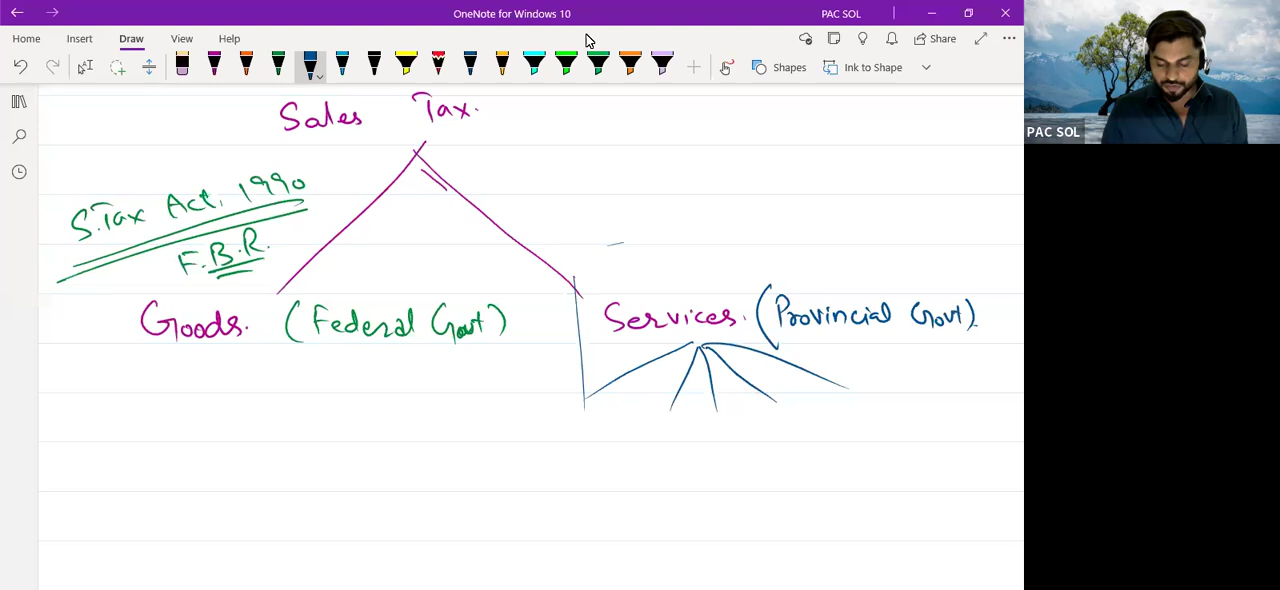 OneNote for Windows 10
PAC SOL
Home Insert Draw View Help
Share
Shapes
Ink to Shape
PAC SOL
Sales Tax.
S.Tax Act. 1990
F.B.R.
Goods. (Federal Govt)
Services. (Provincial Govt).